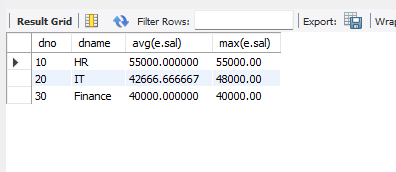 Result Grid Filter Rows: Export: Wrap
dno dname avg(e.sal) max(e.sal)
10 HR 55000.000000 55000.00
20 IT 42666.666667 48000.00
30 Finance 40000.000000 40000.00